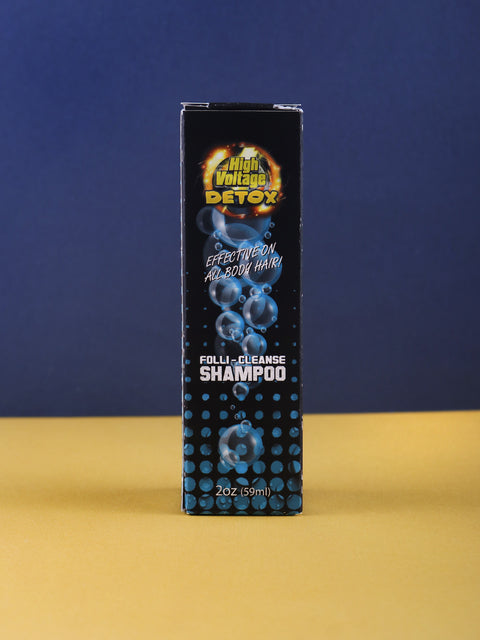 High
Voltage
DETOX
EFFECTIVE ON
ALL BODY HAIR!
FOLLI-CLEANSE
SHAMPOO
2oz (59ml)